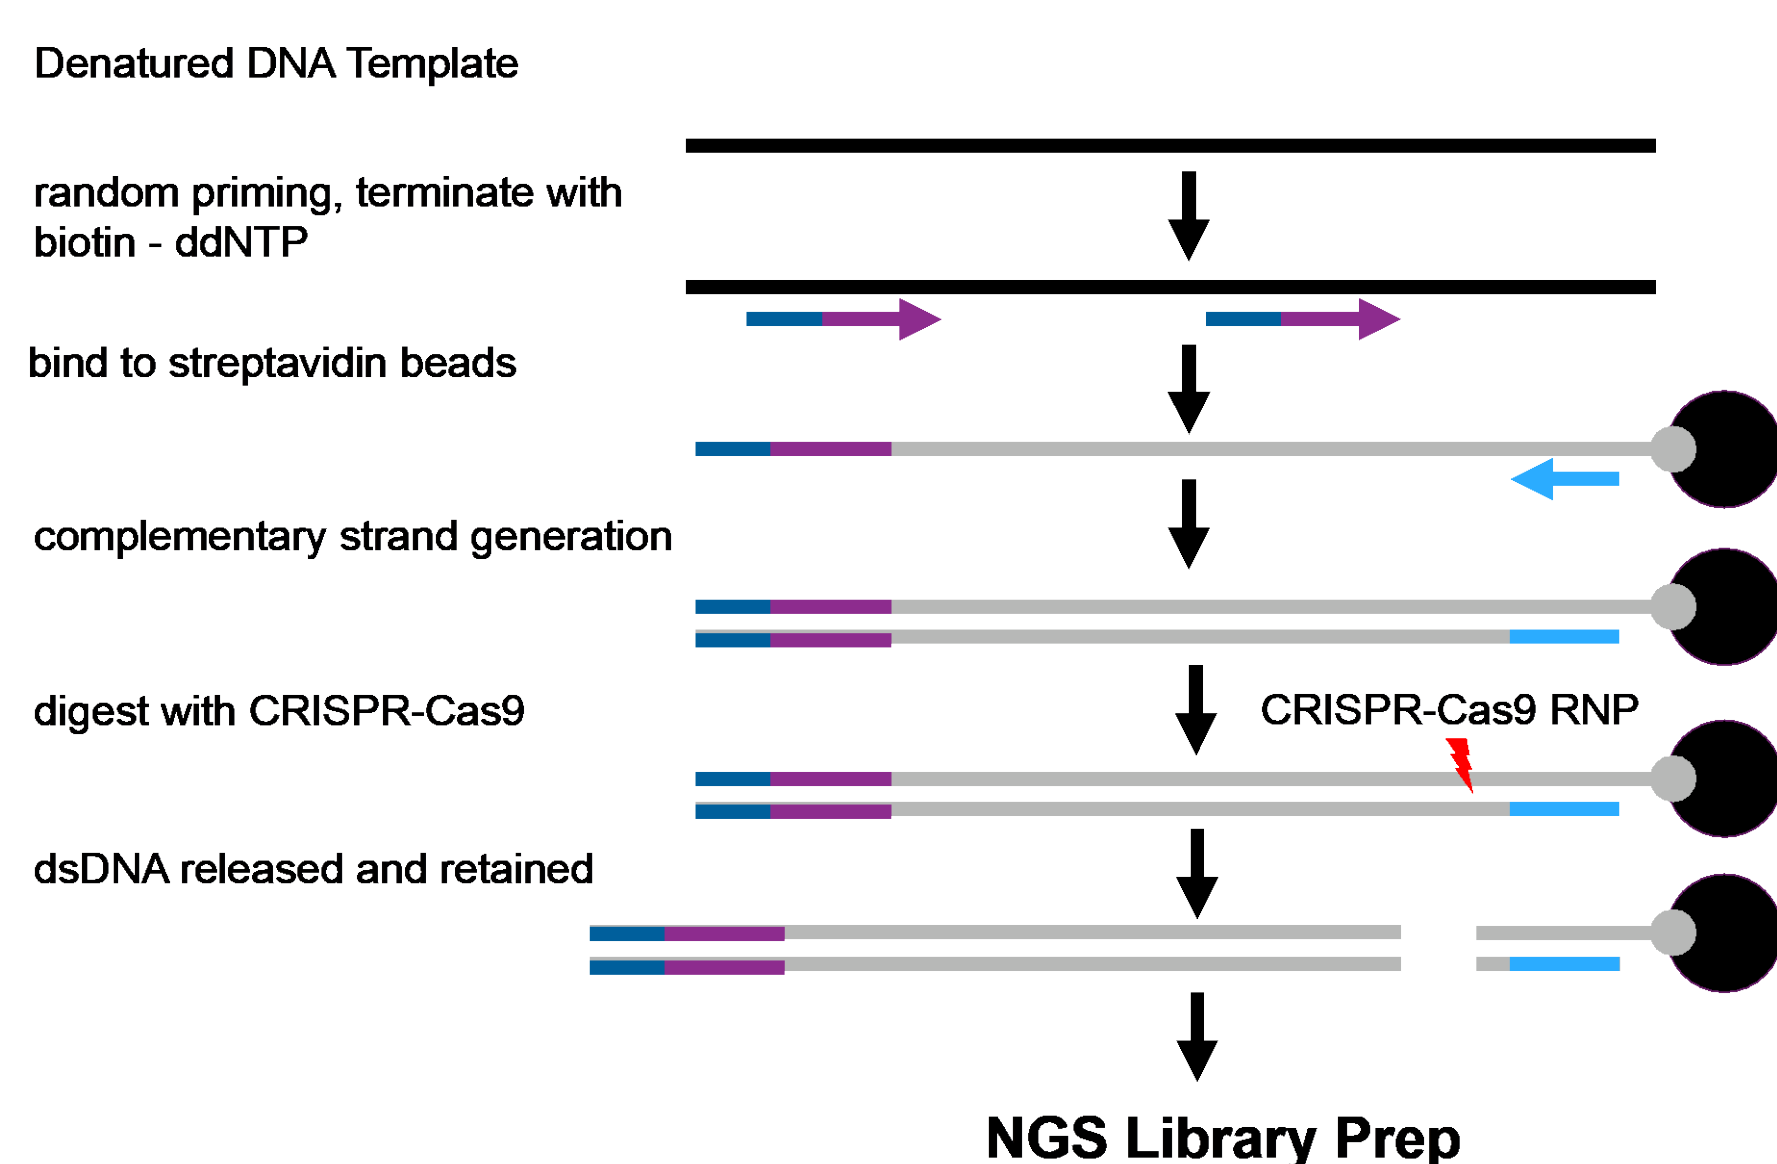 Denatured DNA Template
random priming, terminate with
biotin - ddNTP
bind to streptavidin beads
complementary strand generation
digest with CRISPR-Cas9
CRISPR-Cas9 RNP
dsDNA released and retained
NGS Library Prep